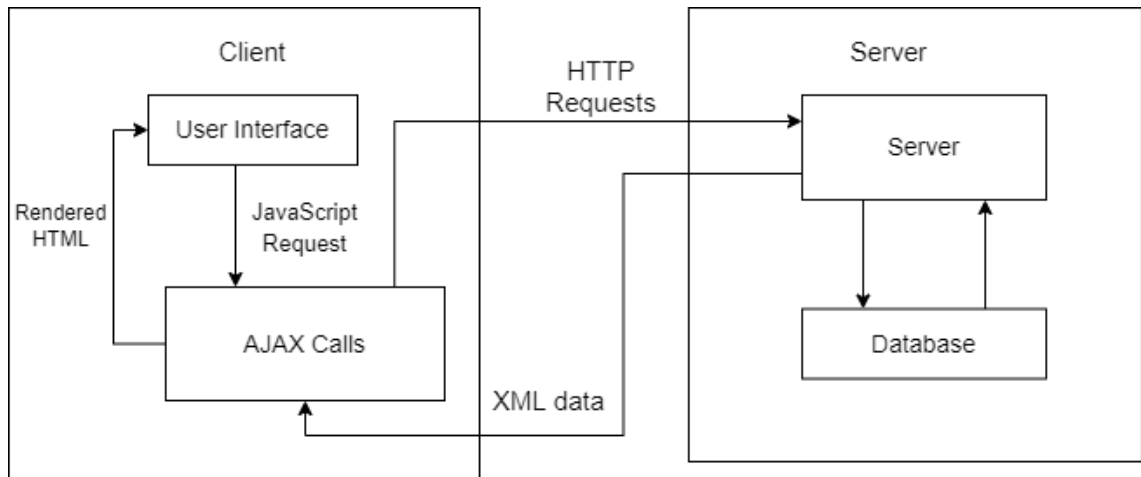 Client
Server
HTTP
Requests
User Interface
Server
Rendered
HTML
JavaScript
Request
AJAX Calls
Database
XML data